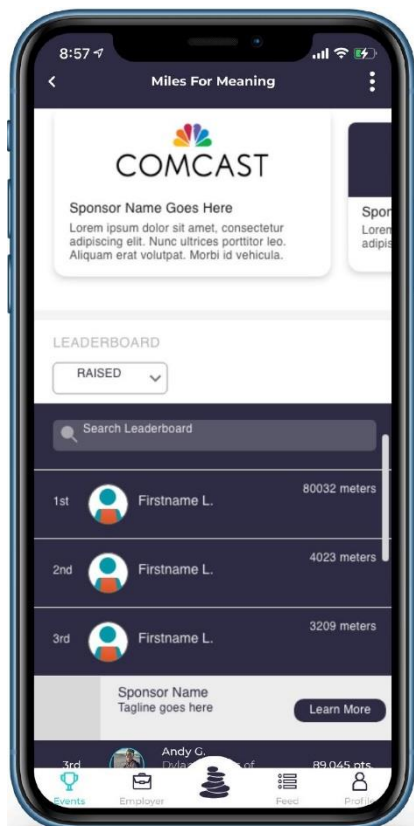 8:57
Miles For Meaning
COMCAST
Sponsor Name Goes Here
Lorem ipsum dolor sit amet, consectetur
adipiscing elit. Nunc ultrices porttitor leo.
Aliquam erat volutpat. Morbi id vehicula.
Spor
Lorem
adipis
LEADERBOARD
RAISED
Search Leaderboard
1st Firstname L. 80032 meters
2nd Firstname L. 4023 meters
3rd Firstname L. 3209 meters
Sponsor Name
Tagline goes here
Learn More
Andy G.
3rd of 89,045 pts.
Events Employer Feed Profile